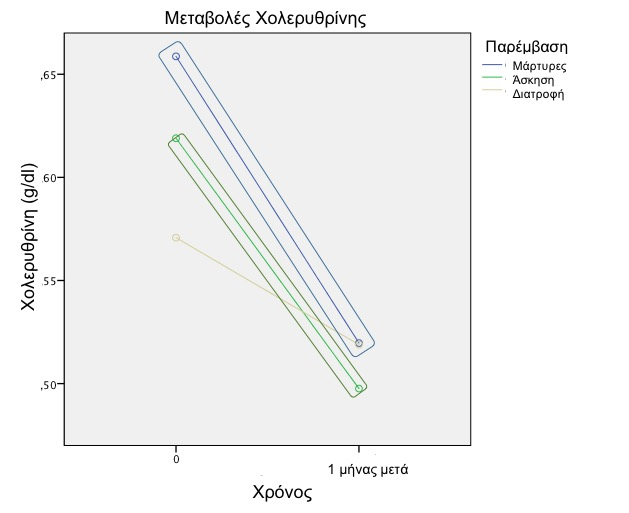 Μεταβολές Χολερυθρίνης
Παρέμβαση
Μάρτυρες
Άσκηση
Διατροφή
Χολερυθρίνη (g/dl)
,65
,60
,55
,50
0
1 μήνας μετά
Χρόνος